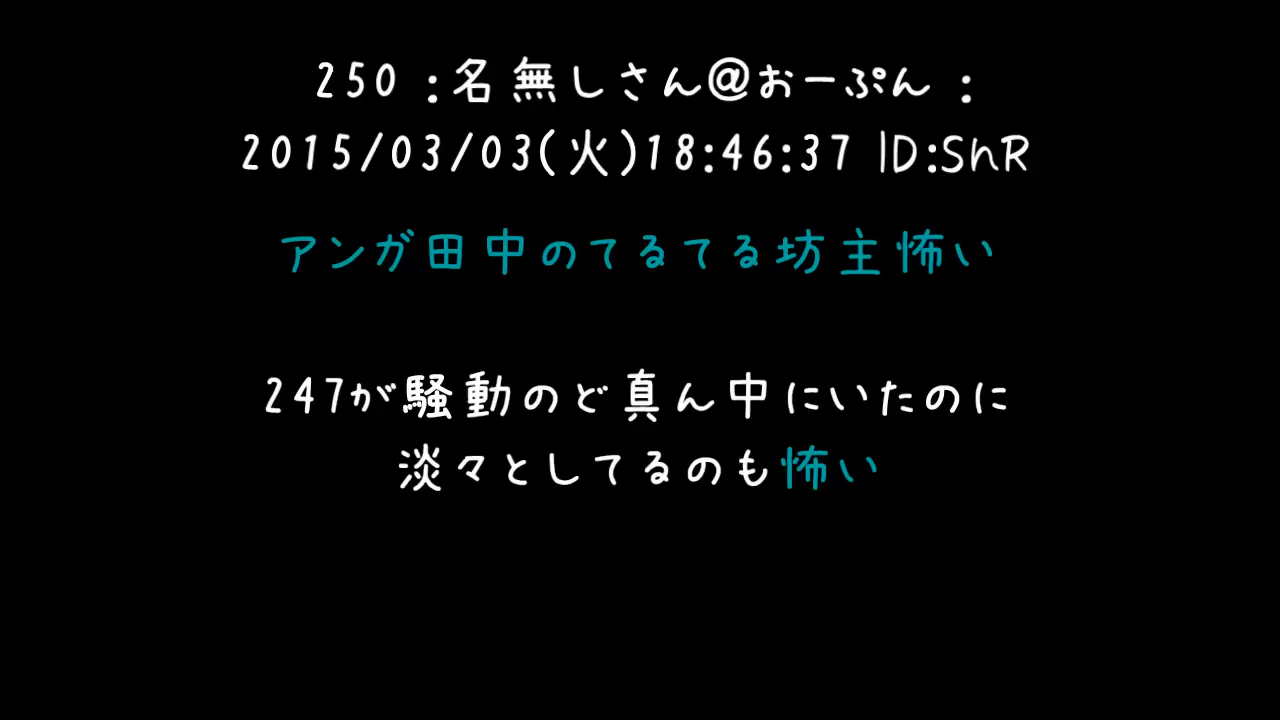 250 :名無しさん@おーぷん :
2015/03/03(火)18:46:37 ID:SnR
アンガ田中のてるてる坊主怖い
247が騒動のど真ん中にいたのに
淡々としてるのも怖い